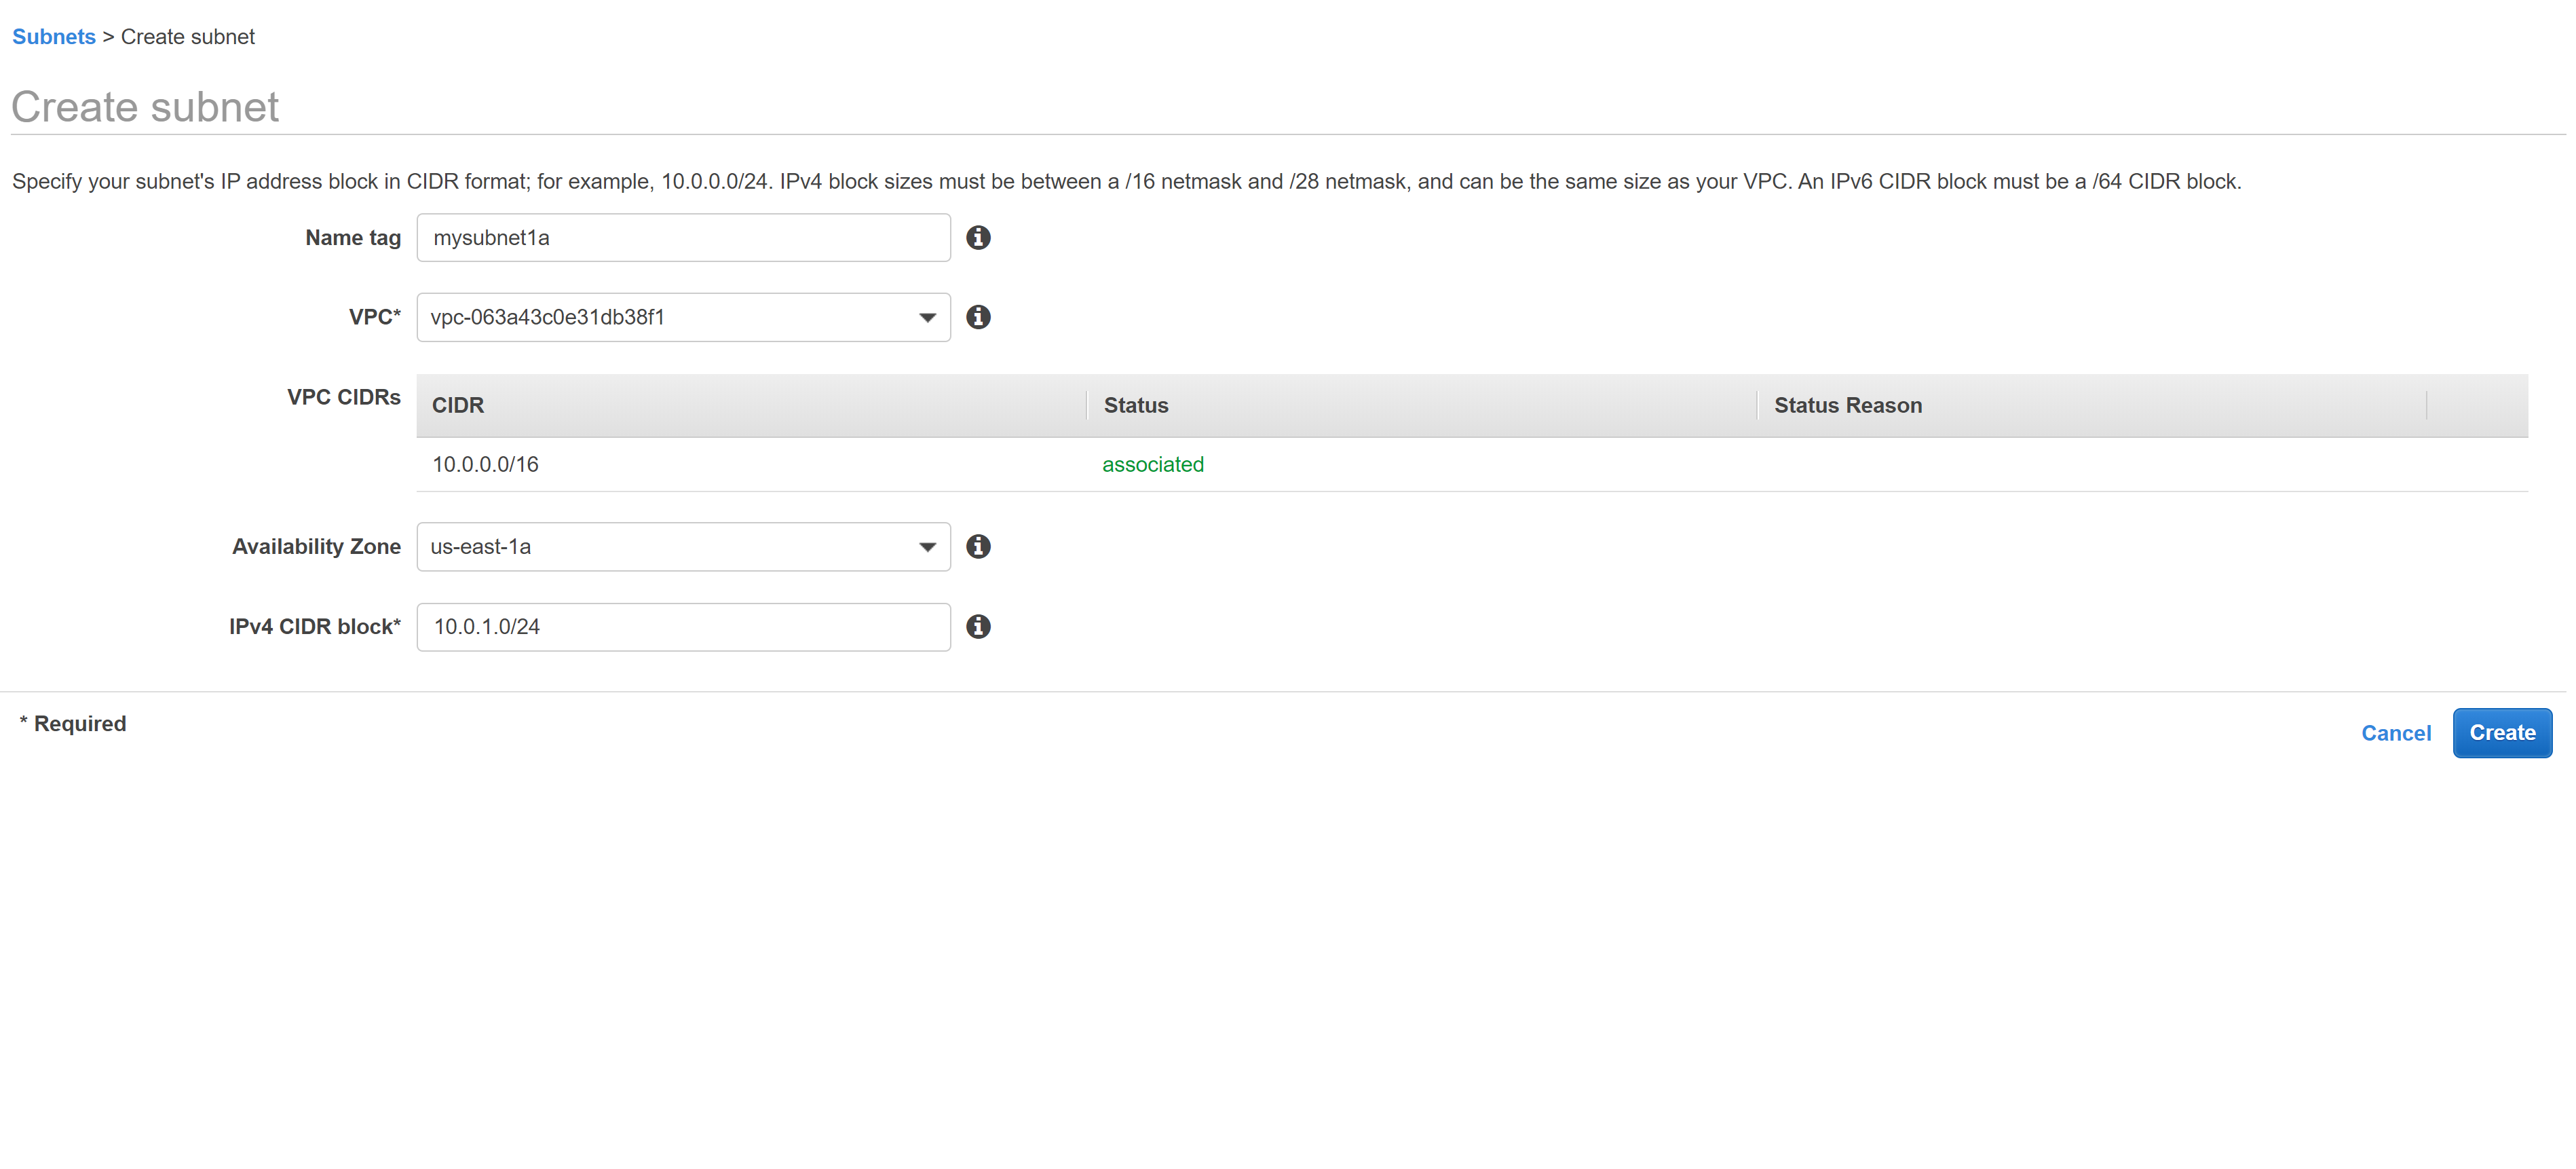 Subnets > Create subnet
Create subnet
Specify your subnet's IP address block in CIDR format; for example, 10.0.0.0/24. IPv4 block sizes must be between a /16 netmask and /28 netmask, and can be the same size as your VPC. An IPv6 CIDR block must be a /64 CIDR block.
Name tag mysubnet1a
VPC* vpc-063a43c0e31db38f1
VPC CIDRs CIDR Status Status Reason
10.0.0.0/16 associated
Availability Zone us-east-1a
IPv4 CIDR block* 10.0.1.0/24
* Required
Cancel Create